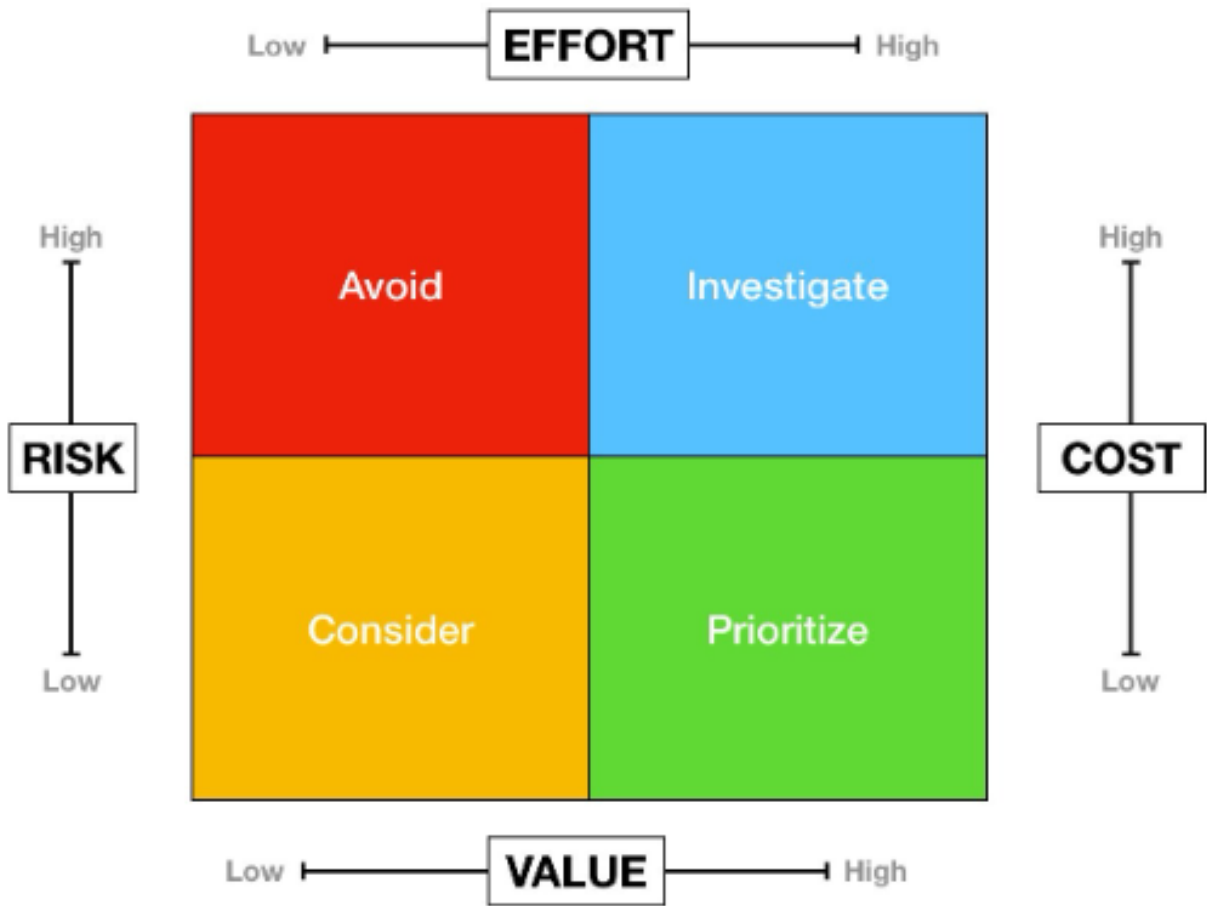 Low EFFORT High
High High
Avoid Investigate
RISK COST
Consider Prioritize
Low Low
Low VALUE High